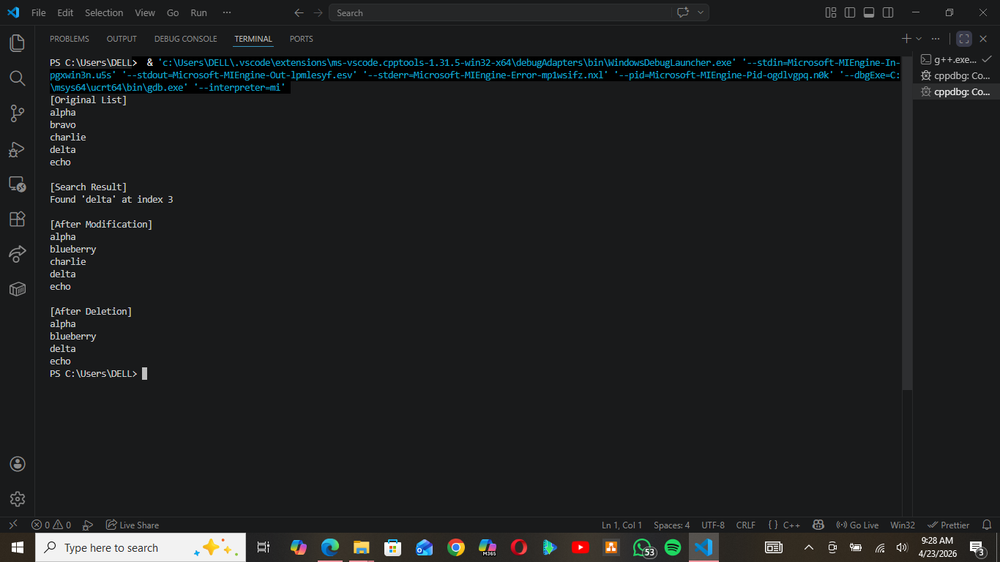 File Edit Selection View Go Run ··· Search
PROBLEMS OUTPUT DEBUG CONSOLE TERMINAL PORTS
PS C:\Users\DELL>  & 'c:\Users\DELL\.vscode\extensions\ms-vscode.cpptools-1.31.5-win32-x64\debugAdapters\bin\WindowsDebugLauncher.exe' '--stdin=Microsoft-MIEngine-In-
pgxwin3n.u5s' '--stdout=Microsoft-MIEngine-Out-lpmlesyf.esv' '--stderr=Microsoft-MIEngine-Error-mp1wsifz.nxl' '--pid=Microsoft-MIEngine-Pid-ogdlvgpq.n0k' '--dbgExe=C:
\msys64\ucrt64\bin\gdb.exe' '--interpreter=mi'
[Original List]
alpha
bravo
charlie
delta
echo
[Search Result]
Found 'delta' at index 3
[After Modification]
alpha
blueberry
charlie
delta
echo
[After Deletion]
alpha
blueberry
delta
echo
PS C:\Users\DELL>
g++.exe...
cppdbg: Co...
cppdbg: Co...
0 0 Live Share Ln 1, Col 1 Spaces: 4 UTF-8 CRLF { } C++ Go Live Win32 Prettier
Type here to search
M365
53
9:28 AM
4/23/2026
3